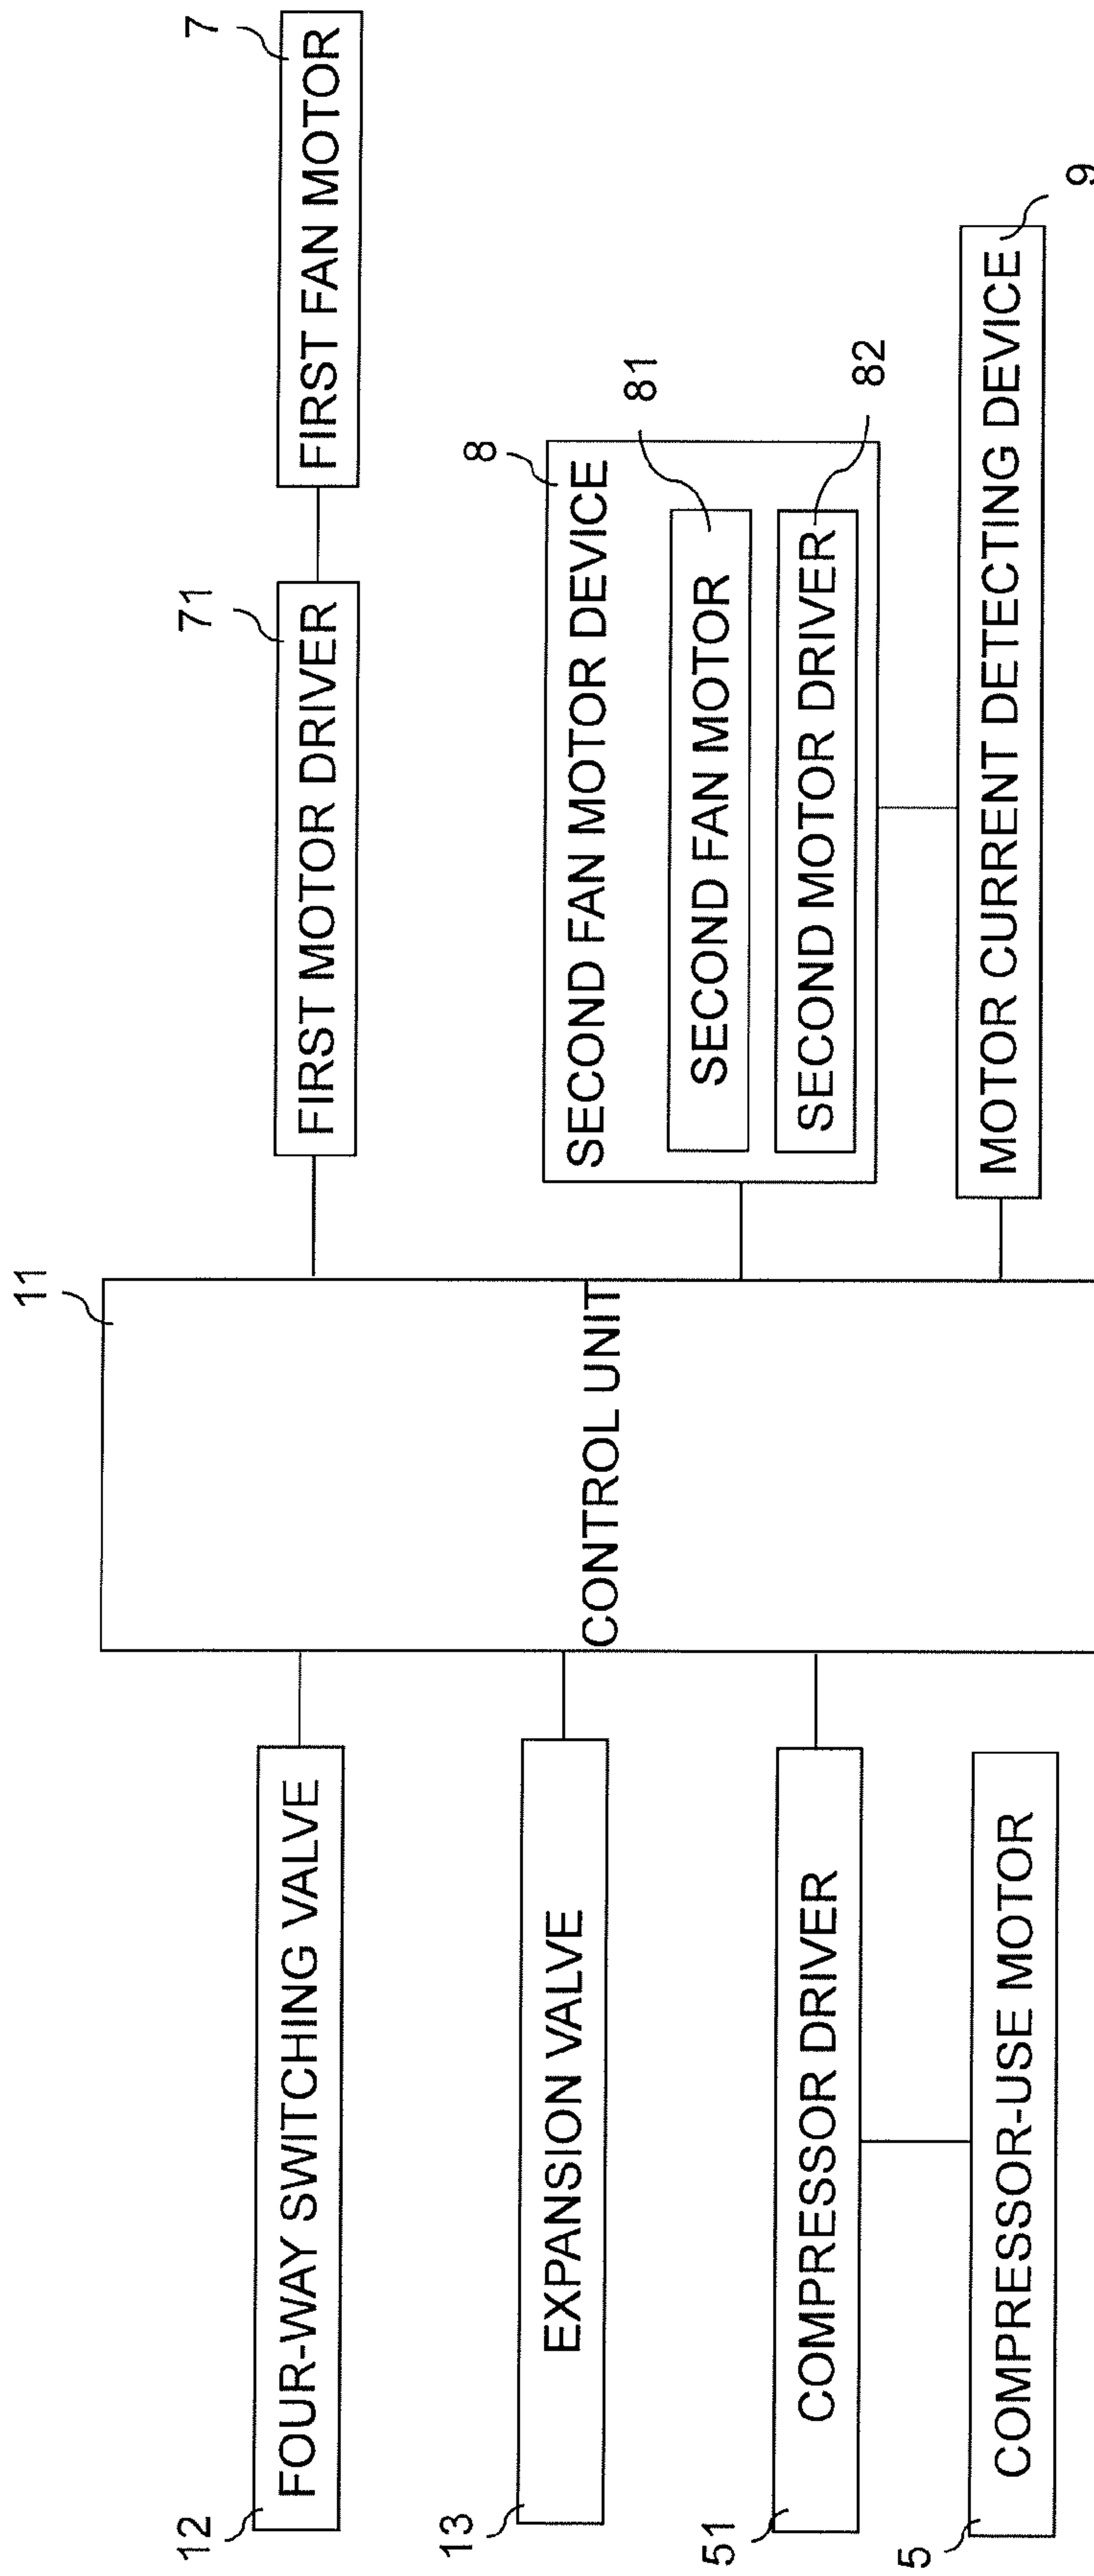 11
12
FOUR-WAY SWITCHING VALVE
13
EXPANSION VALVE
51
COMPRESSOR DRIVER
5
COMPRESSOR-USE MOTOR
CONTROL UNIT
71
FIRST MOTOR DRIVER
7
FIRST FAN MOTOR
8
SECOND FAN MOTOR DEVICE
81
SECOND FAN MOTOR
82
SECOND MOTOR DRIVER
9
MOTOR CURRENT DETECTING DEVICE